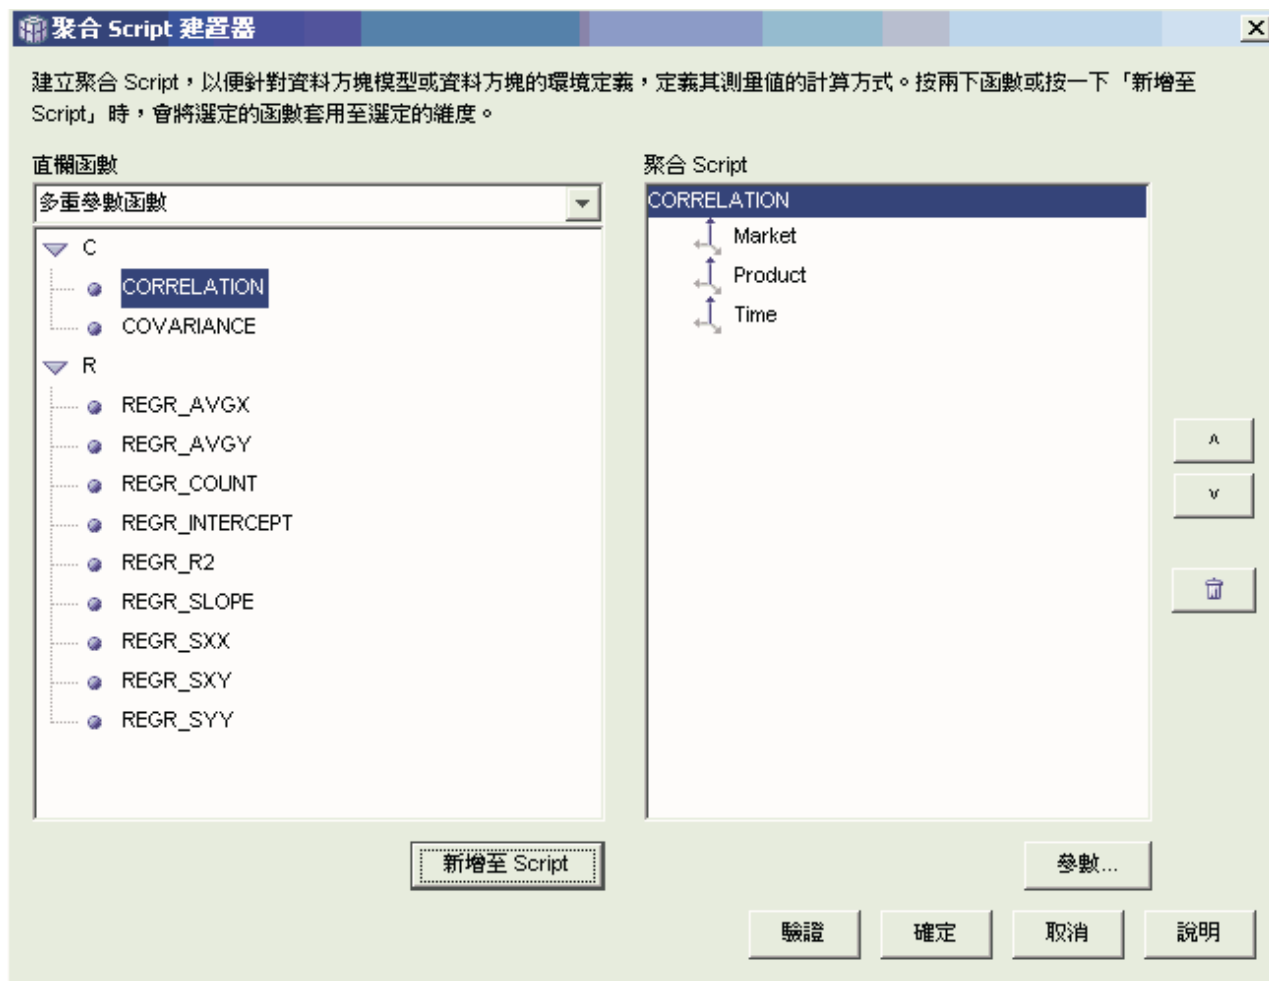 聚合 Script 建置器
建立聚合 Script，以便針對資料方塊模型或資料方塊的環境定義，定義其測量值的計算方式。按兩下函數或按一下「新增至
Script」時，會將選定的函數套用至選定的維度。
直欄函數
多重參數函數
C
CORRELATION
COVARIANCE
R
REGR_AVGX
REGR_AVGY
REGR_COUNT
REGR_INTERCEPT
REGR_R2
REGR_SLOPE
REGR_SXX
REGR_SXY
REGR_SYY
新增至 Script
聚合 Script
CORRELATION
Market
Product
Time
參數...
驗證
確定
取消
說明